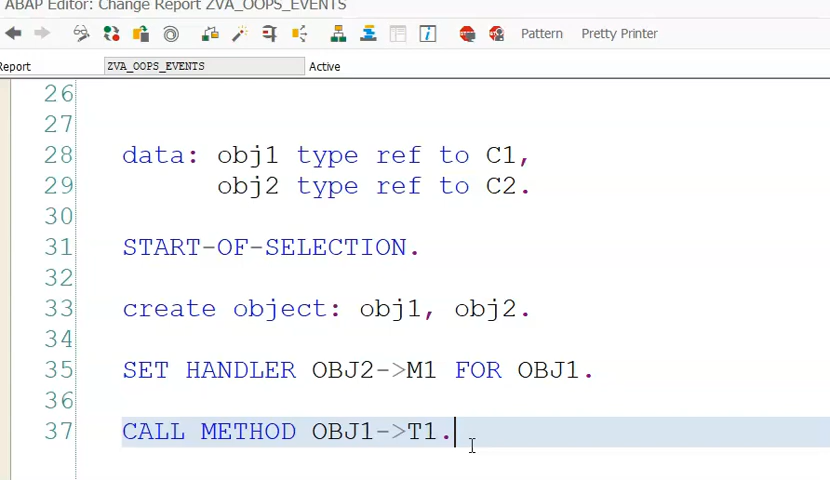 ABAP Editor: Change Report ZVA_OOPS_EVENTS
Pattern Pretty Printer
Report ZVA_OOPS_EVENTS Active
26
27
28 data: obj1 type ref to C1,
29 obj2 type ref to C2.
30
31 START-OF-SELECTION.
32
33 create object: obj1, obj2.
34
35 SET HANDLER OBJ2->M1 FOR OBJ1.
36
37 CALL METHOD OBJ1->T1.